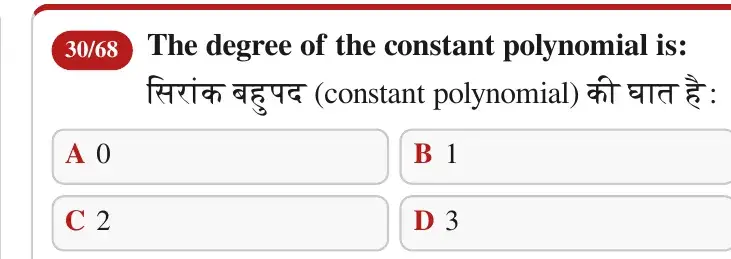 30/68 The degree of the constant polynomial is:
सिरांक बहुपद (constant polynomial) की घात है :
A 0
B 1
C 2
D 3